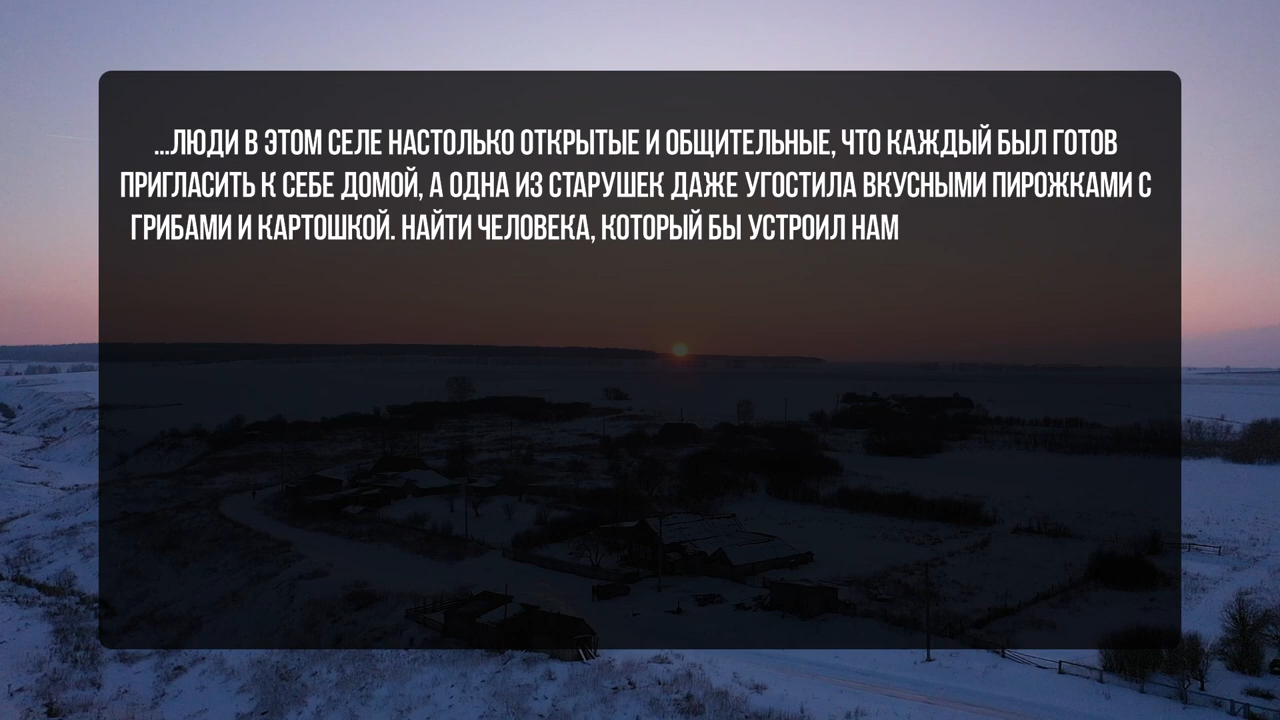 ...ЛЮДИ В ЭТОМ СЕЛЕ НАСТОЛЬКО ОТКРЫТЫЕ И ОБЩИТЕЛЬНЫЕ, ЧТО КАЖДЫЙ БЫЛ ГОТОВ
ПРИГЛАСИТЬ К СЕБЕ ДОМОЙ, А ОДНА ИЗ СТАРУШЕК ДАЖЕ УГОСТИЛА ВКУСНЫМИ ПИРОЖКАМИ С
ГРИБАМИ И КАРТОШКОЙ. НАЙТИ ЧЕЛОВЕКА, КОТОРЫЙ БЫ УСТРОИЛ НАМ